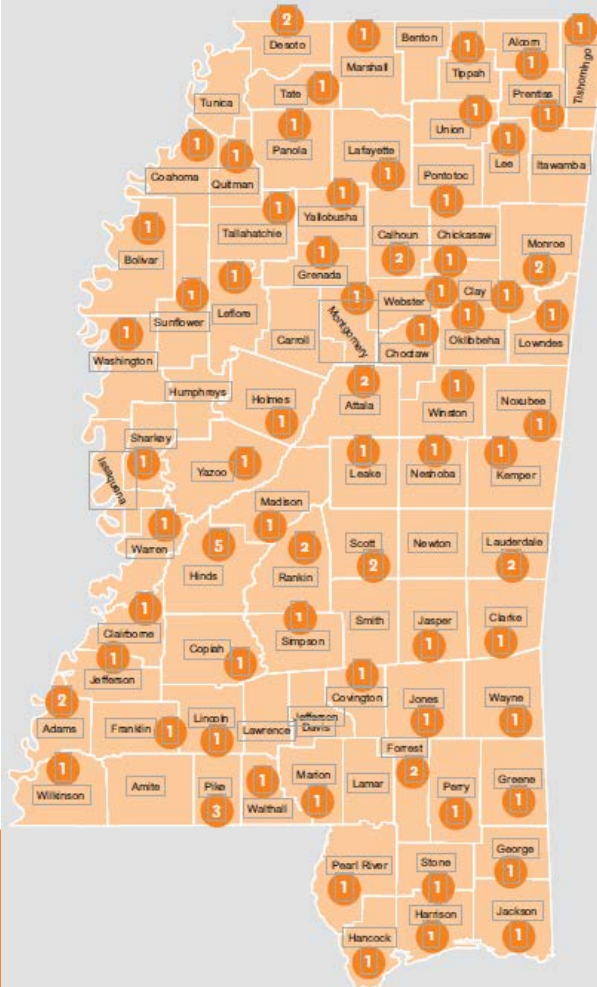 2
Desoto
1
Marshall
Benton
1
Tippah
Alcorn
1
1
Tishomingo
Tunica
Tate
1
Prentiss
1
1
Panola
Lafayette
1
Union
1
1
Lee
Itawamba
1
Coahoma
1
Quitman
Pontotoc
1
1
Tallahatchie
1
Yallobusha
Calhoun
2
Chickasaw
1
Monroe
2
1
Bolivar
1
Sunflower
1
Leflore
1
Grenada
1
Montgomery
Webster
1
Clay
1
Carroll
1
Choctaw
1
Oklibbeha
1
Lowndes
1
Washington
Humphreys
Holmes
1
2
Attala
1
Winston
Noxubee
1
Sharkey
1
Issaquena
Yazoo
1
1
Leake
1
Neshoba
1
Kemper
Madison
1
1
Warren
5
Hinds
2
Rankin
Scott
2
Newton
Lauderdale
2
1
Clairborne
Copiah
1
1
Simpson
Smith
Jasper
1
Clarke
1
1
Jefferson
1
Covington
2
Adams
Franklin
1
Lincoln
1
Lawrence
Jefferson
Davis
Jones
1
Wayne
1
1
Wilkinson
Amite
Pike
3
1
Walthall
Marion
1
Lamar
Forrest
2
Perry
1
Greene
1
Pearl River
1
Stone
1
George
1
Hancock
1
Harrison
1
Jackson
1